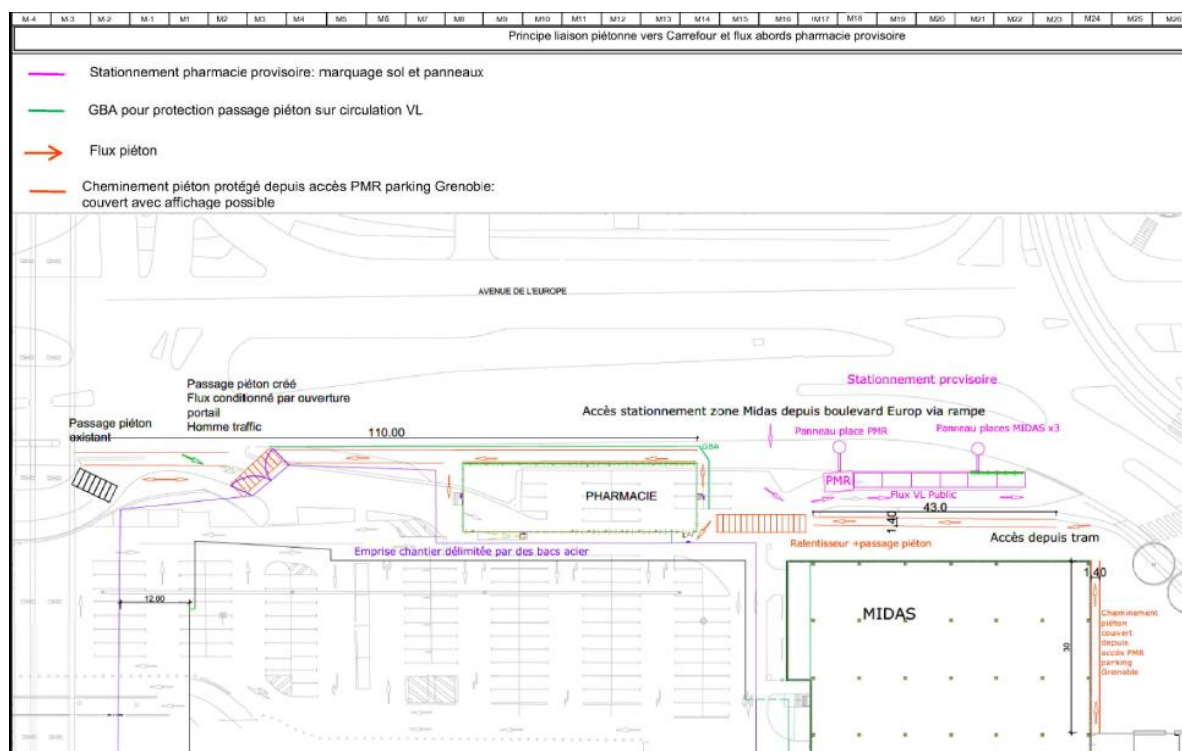 M-4 M-3 M-2 M-1 M1 M2 M3 M4 M5 M6 M7 M8 M9 M10 M11 M12 M13 M14 M15 M16 M17 M18 M19 M20 M21 M22 M23 M24 M25 M26
Principe liaison piétonne vers Carrefour et flux abords pharmacie provisoire
Stationnement pharmacie provisoire: marquage sol et panneaux
GBA pour protection passage piéton sur circulation VL
Flux piéton
Cheminement piéton protégé depuis accès PMR parking Grenoble:
couvert avec affichage possible
AVENUE DE L'EUROPE
Passage piéton créé
Flux conditionné par ouverture
portail
Homme traffic
Passage piéton
existant
110.00
GBA
Stationnement provisoire
Accès stationnement zone Midas depuis boulevard Europ via rampe
Panneau place PMR
Panneau places MIDAS x3
PHARMACIE
PMR
Flux VL Public
43.0
1.40
Ralentisseur +passage piéton
Accès depuis tram
Emprise chantier délimitée par des bacs acier
12.00
MIDAS
1.40
30
Cheminement
piéton
couvert
depuis
accès PMR
parking
Grenoble